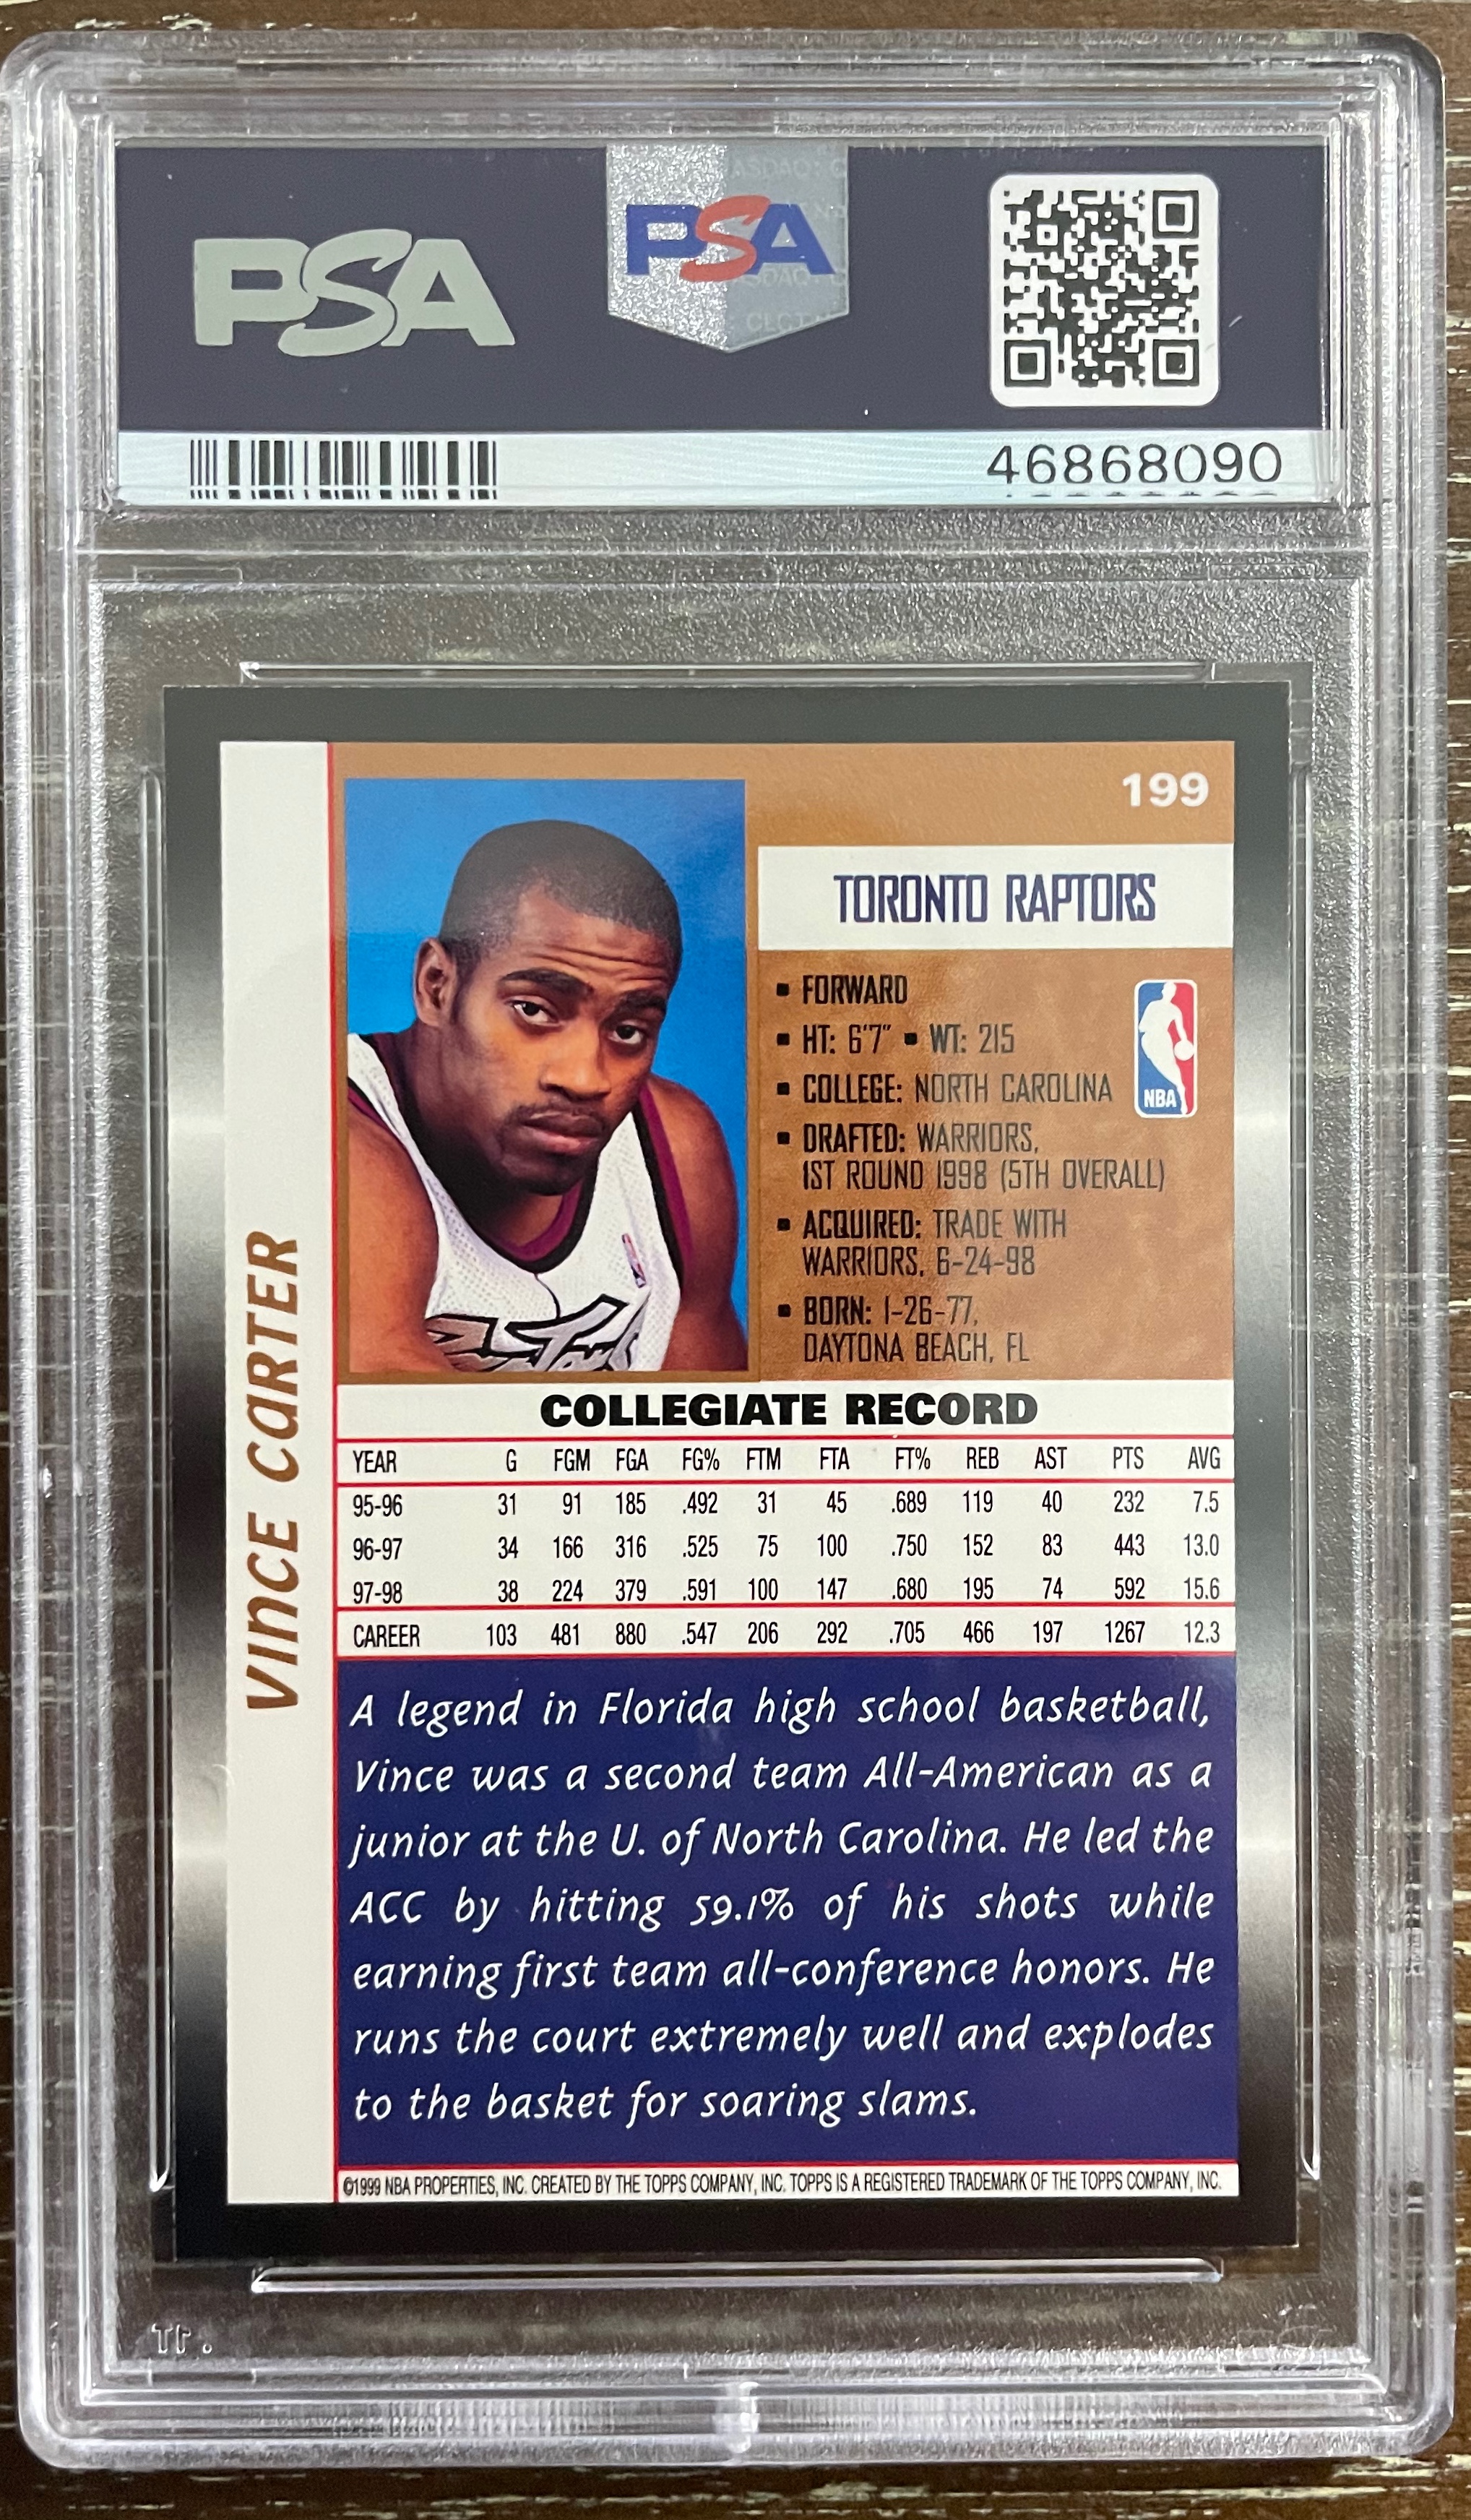 PSA
PSA
46868090
199
TORONTO RAPTORS
▪ FORWARD
▪ HT: 6'7" ▪ WT: 215
▪ COLLEGE: NORTH CAROLINA
NBA
▪ DRAFTED: WARRIORS,
1ST ROUND 1998 (5TH OVERALL)
▪ ACQUIRED: TRADE WITH
WARRIORS, 6-24-98
▪ BORN: 1-26-77,
DAYTONA BEACH, FL
VINCE CARTER
COLLEGIATE RECORD
YEAR G FGM FGA FG% FTM FTA FT% REB AST PTS AVG
95-96 31 91 185 .492 31 45 .689 119 40 232 7.5
96-97 34 166 316 .525 75 100 .750 152 83 443 13.0
97-98 38 224 379 .591 100 147 .680 195 74 592 15.6
CAREER 103 481 880 .547 206 292 .705 466 197 1267 12.3
A legend in Florida high school basketball,
Vince was a second team All-American as a
junior at the U. of North Carolina. He led the
ACC by hitting 59.1% of his shots while
earning first team all-conference honors. He
runs the court extremely well and explodes
to the basket for soaring slams.
©1999 NBA PROPERTIES, INC. CREATED BY THE TOPPS COMPANY, INC. TOPPS IS A REGISTERED TRADEMARK OF THE TOPPS COMPANY, INC.